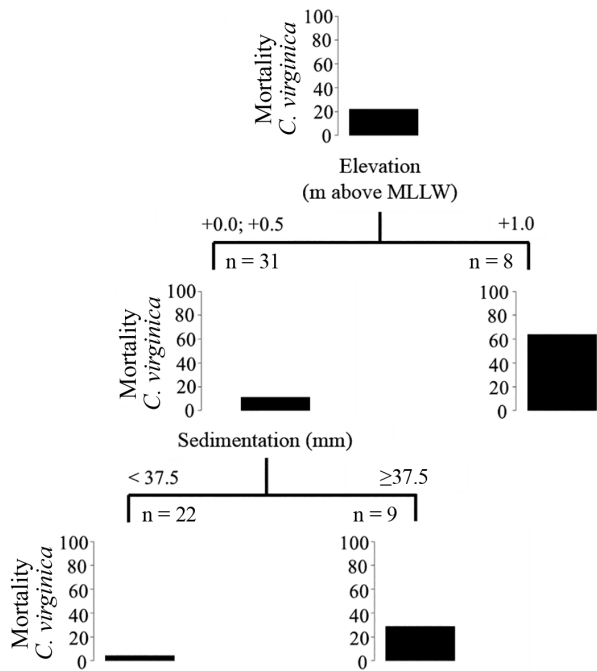 Mortality
C. virginica
100
80
60
40
20
0
Elevation
(m above MLLW)
+0.0; +0.5
+1.0
n = 31
n = 8
Mortality
C. virginica
100
80
60
40
20
0
100
80
60
40
20
0
Sedimentation (mm)
< 37.5
≥37.5
n = 22
n = 9
Mortality
C. virginica
100
80
60
40
20
0
100
80
60
40
20
0